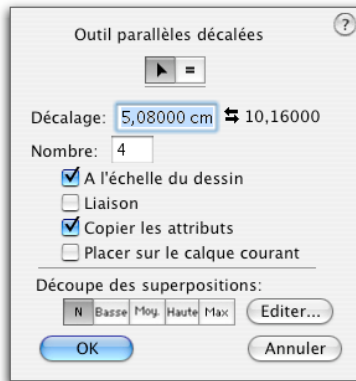 ?
Outil parallèles décalées
=
Décalage: 5,08000 cm 10,16000
Nombre: 4
A l'échelle du dessin
Liaison
Copier les attributs
Placer sur le calque courant
Découpe des superpositions:
N Basse Moy. Haute Max Editer...
OK Annuler